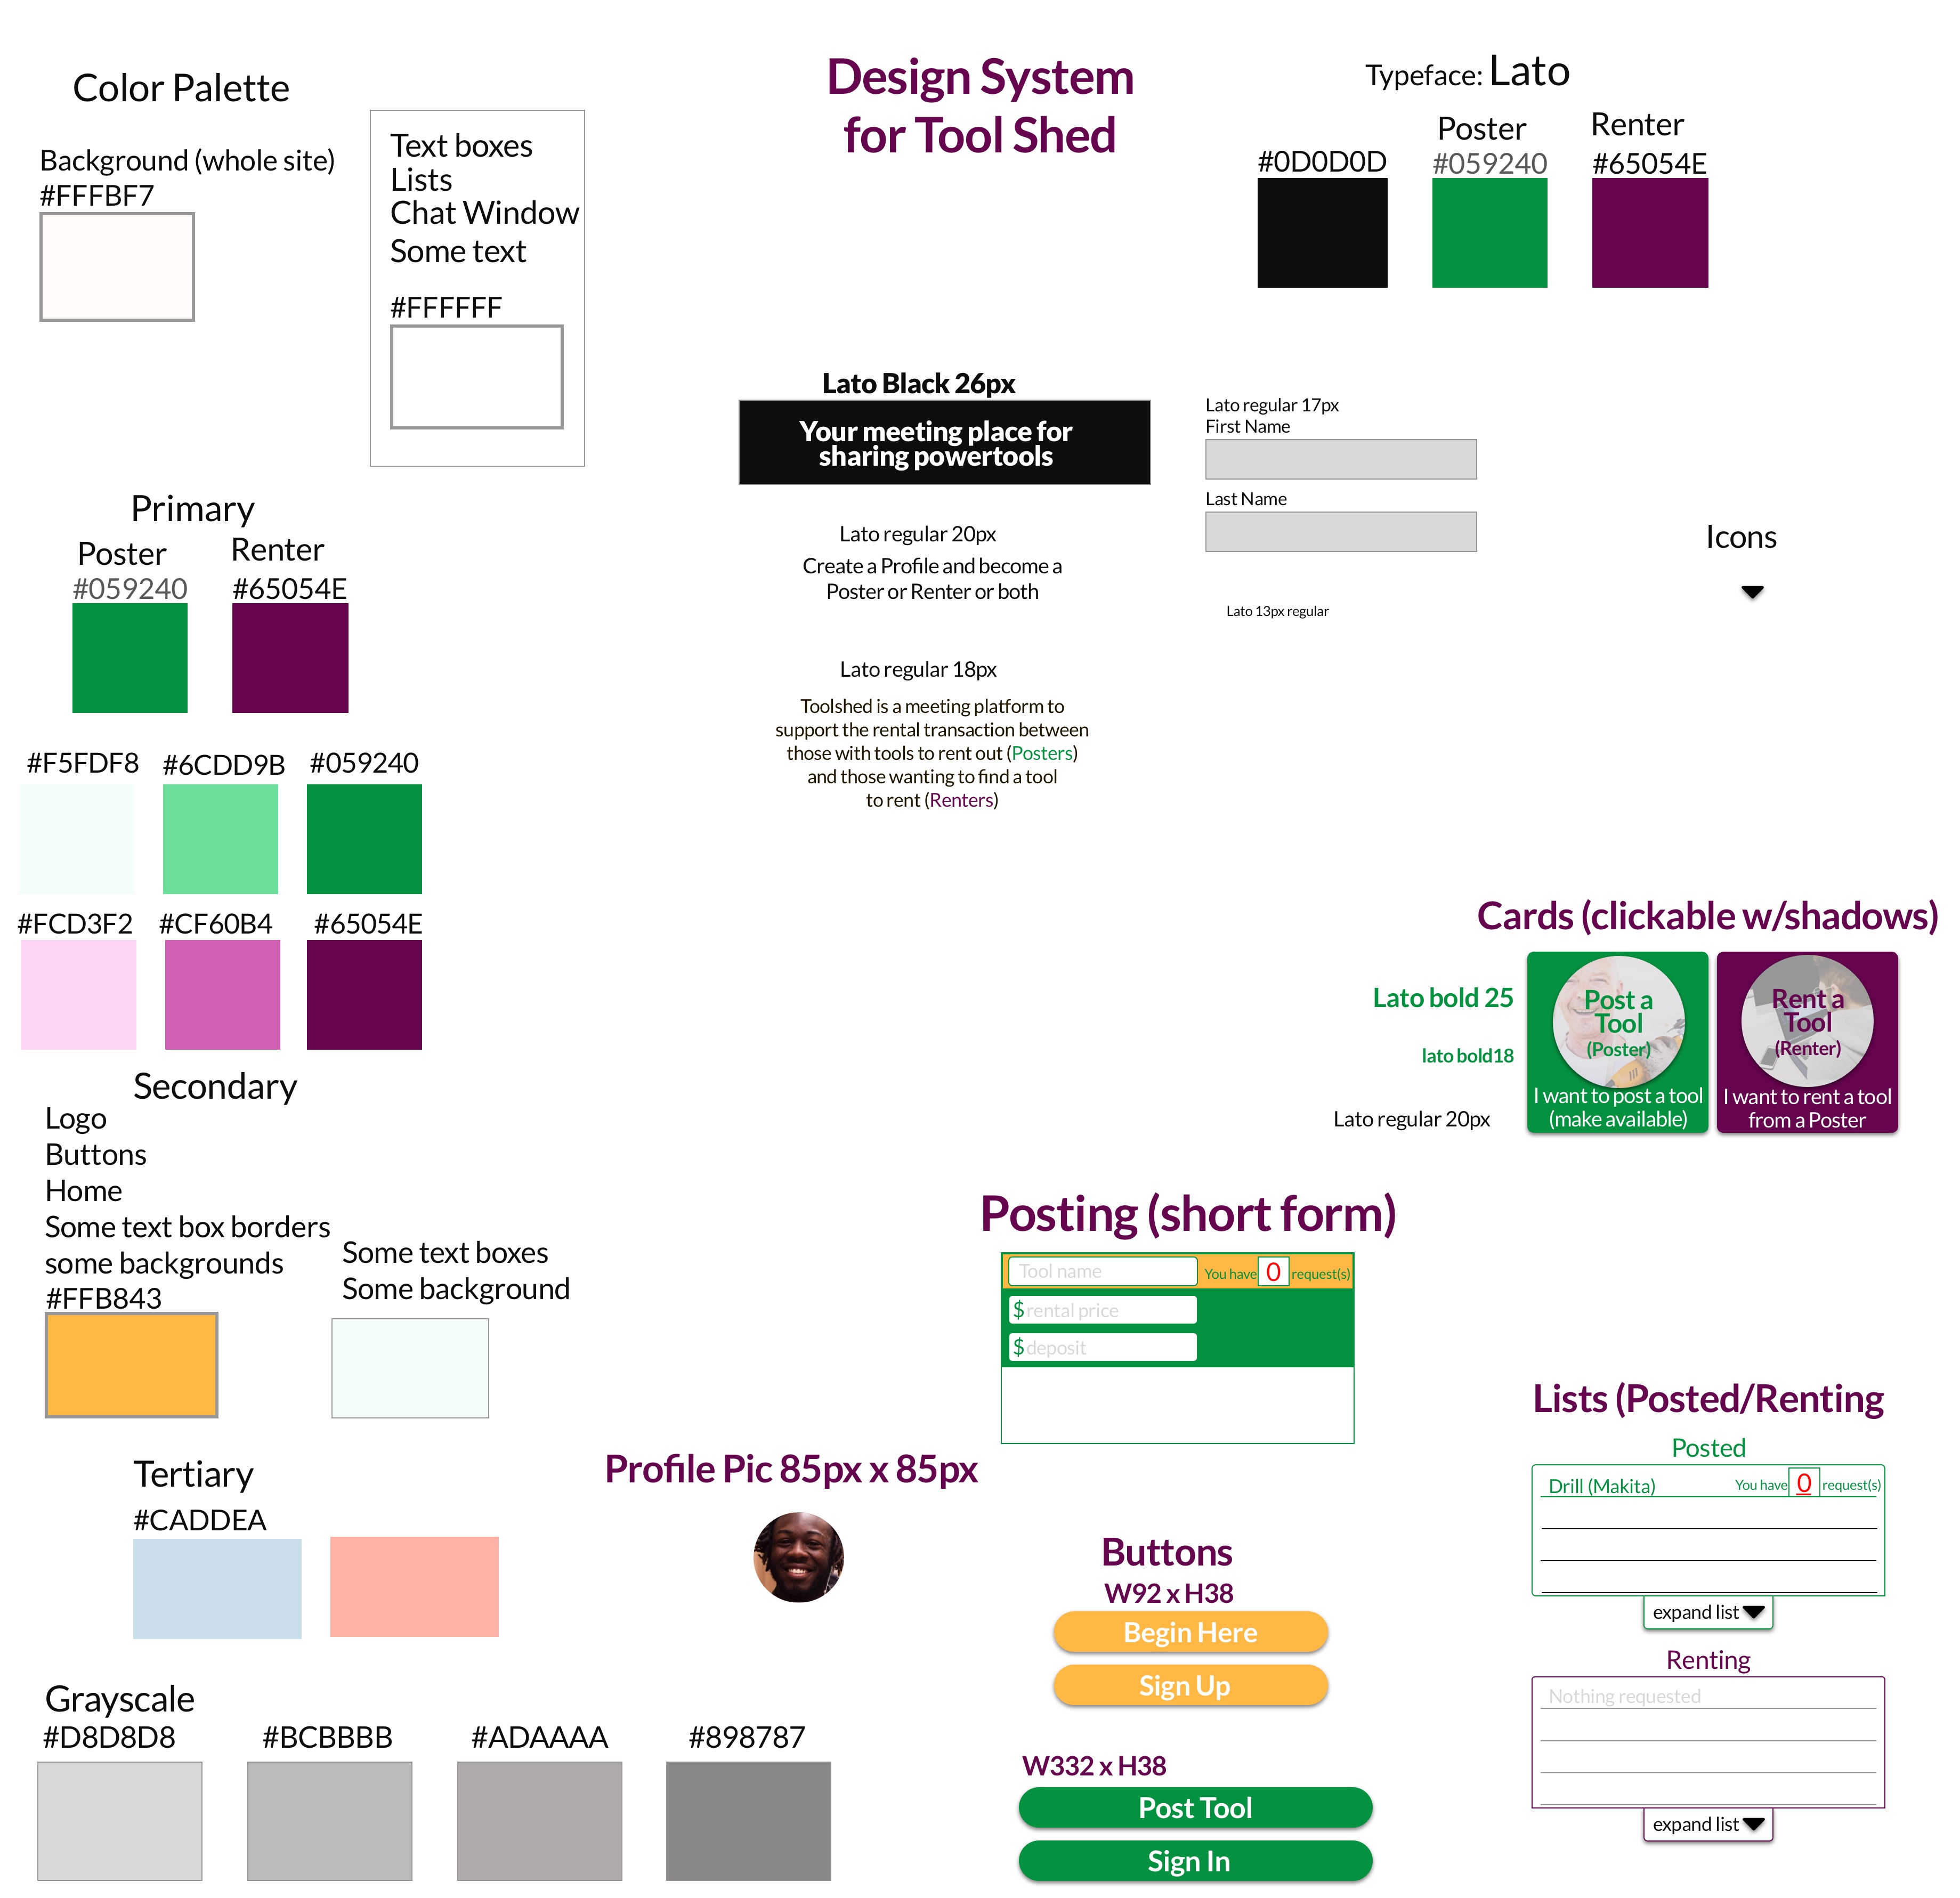 Color Palette
Background (whole site)
#FFFBF7
Text boxes
Lists
Chat Window
Some text
#FFFFFF
Design System
for Tool Shed
Typeface: Lato
#0D0D0D
Poster
#059240
Renter
#65054E
Primary
Poster
#059240
Renter
#65054E
#F5FDF8
#6CDD9B
#059240
#FCD3F2
#CF60B4
#65054E
Lato Black 26px
Your meeting place for
sharing powertools
Lato regular 20px
Create a Profile and become a
Poster or Renter or both
Lato regular 18px
Toolshed is a meeting platform to
support the rental transaction between
those with tools to rent out (Posters)
and those wanting to find a tool
to rent (Renters)
Lato regular 17px
First Name
Last Name
Lato 13px regular
Icons
Cards (clickable w/shadows)
Lato bold 25
lato bold18
Lato regular 20px
Post a
Tool
(Poster)
I want to post a tool
(make available)
Rent a
Tool
(Renter)
I want to rent a tool
from a Poster
Secondary
Logo
Buttons
Home
Some text box borders
some backgrounds
#FFB843
Some text boxes
Some background
Tertiary
#CADDEA
Grayscale
#D8D8D8
#BCBBBB
#ADAAAA
#898787
Posting (short form)
Tool name
You have 0 request(s)
$ rental price
$ deposit
Profile Pic 85px x 85px
Buttons
W92 x H38
Begin Here
Sign Up
W332 x H38
Post Tool
Sign In
Lists (Posted/Renting
Posted
Drill (Makita)
You have 0 request(s)
expand list
Renting
Nothing requested
expand list